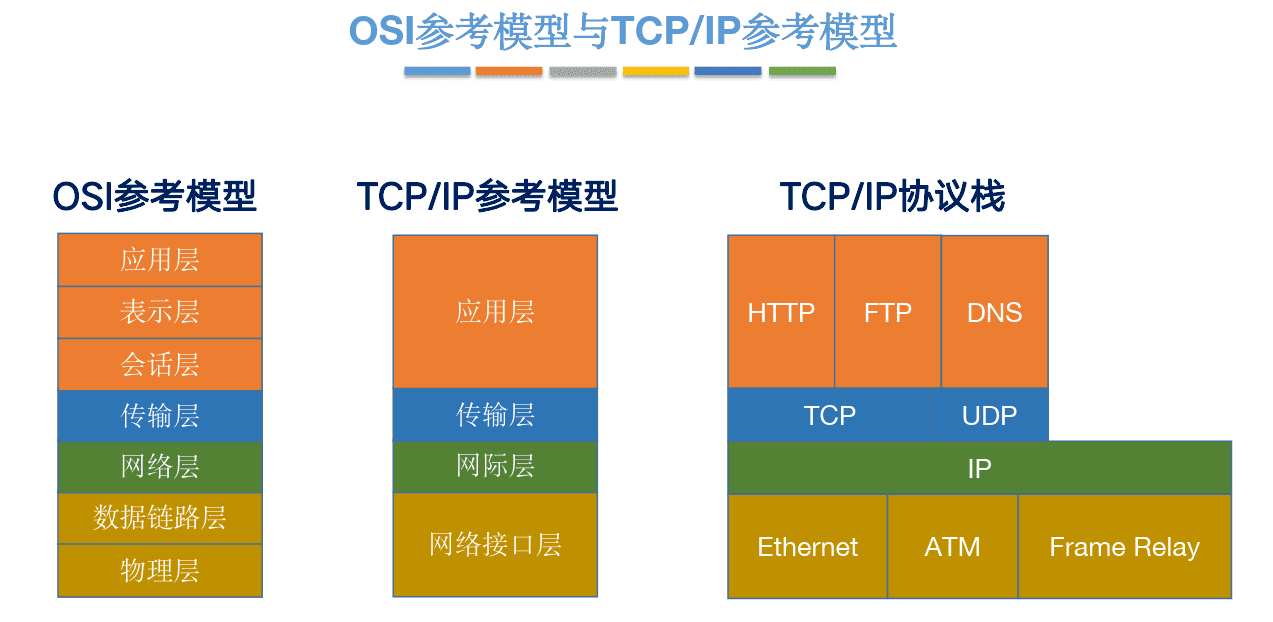 OSI参考模型与TCP/IP参考模型
OSI参考模型
应用层
表示层
会话层
传输层
网络层
数据链路层
物理层
TCP/IP参考模型
应用层
传输层
网际层
网络接口层
TCP/IP协议栈
HTTP FTP DNS
TCP UDP
IP
Ethernet ATM Frame Relay